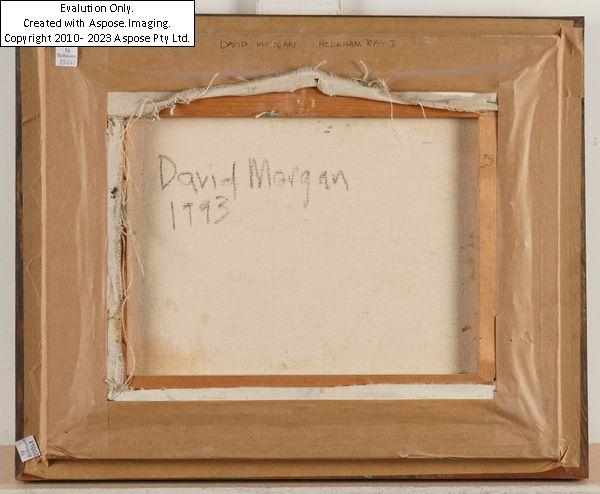 Evalution Only.
Created with Aspose.Imaging.
Copyright 2010- 2023 Aspose Pty Ltd.
DAVID MORGAN HOLKHAM BAY I
David Morgan
1993